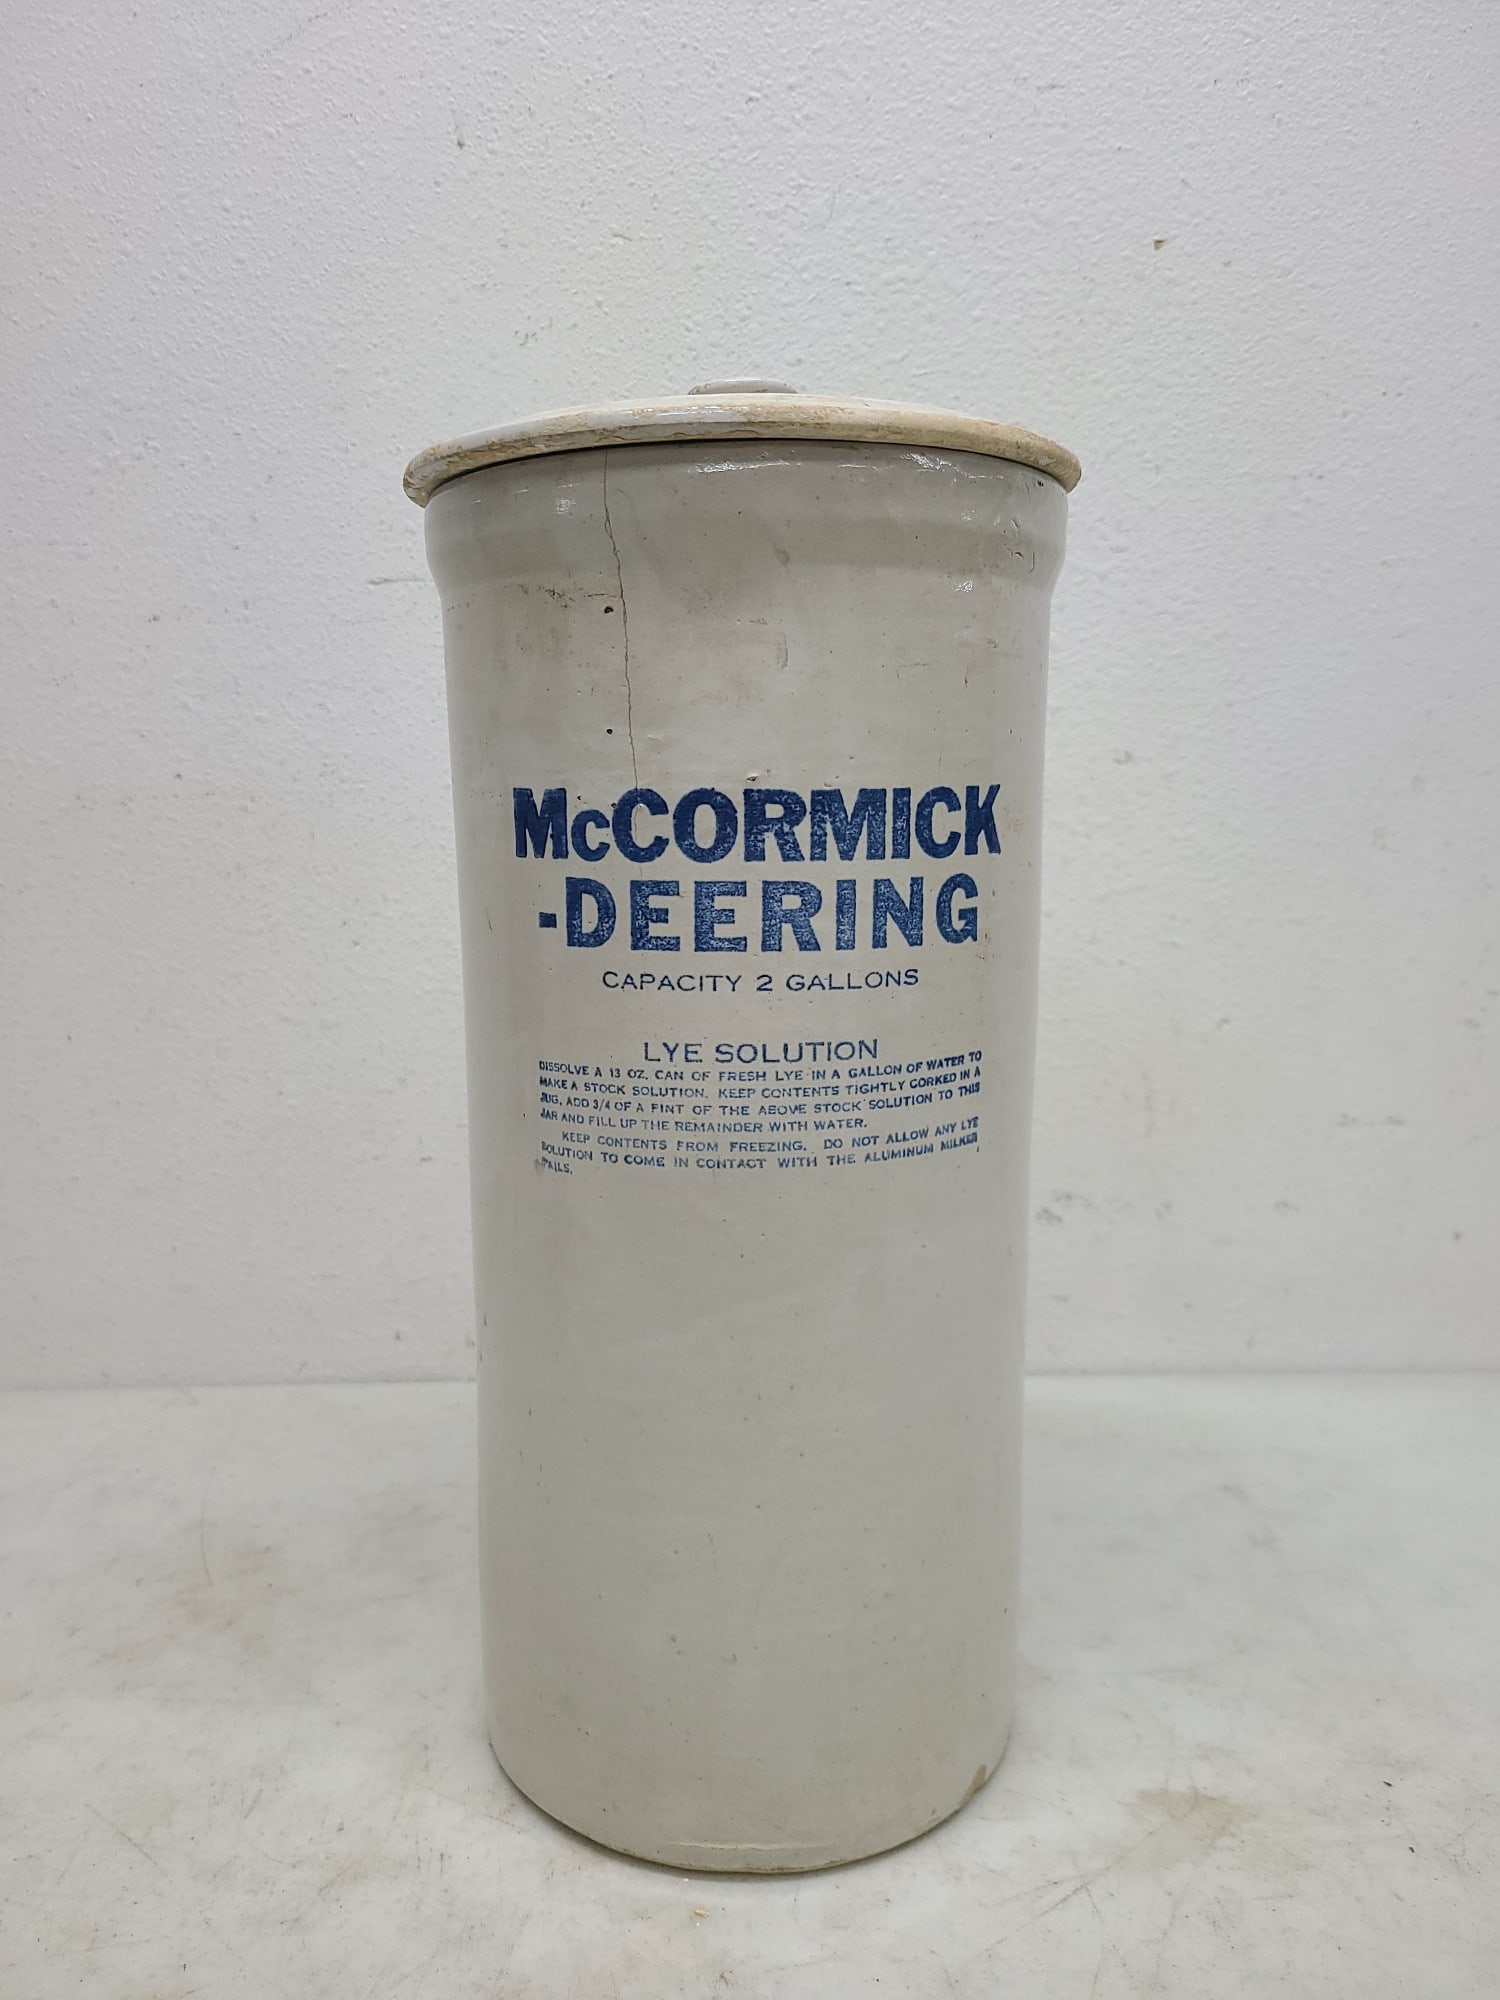 McCORMICK
-DEERING
CAPACITY 2 GALLONS
LYE SOLUTION
DISSOLVE A 13 OZ. CAN OF FRESH LYE IN A GALLON OF WATER TO
MAKE A STOCK SOLUTION. KEEP CONTENTS TIGHTLY CORKED IN A
JUG, ADD 3/4 OF A PINT OF THE ABOVE STOCK SOLUTION TO THIS
JAR AND FILL UP THE REMAINDER WITH WATER.
KEEP CONTENTS FROM FREEZING. DO NOT ALLOW ANY LYE
SOLUTION TO COME IN CONTACT WITH THE ALUMINUM MILKER
PAILS.